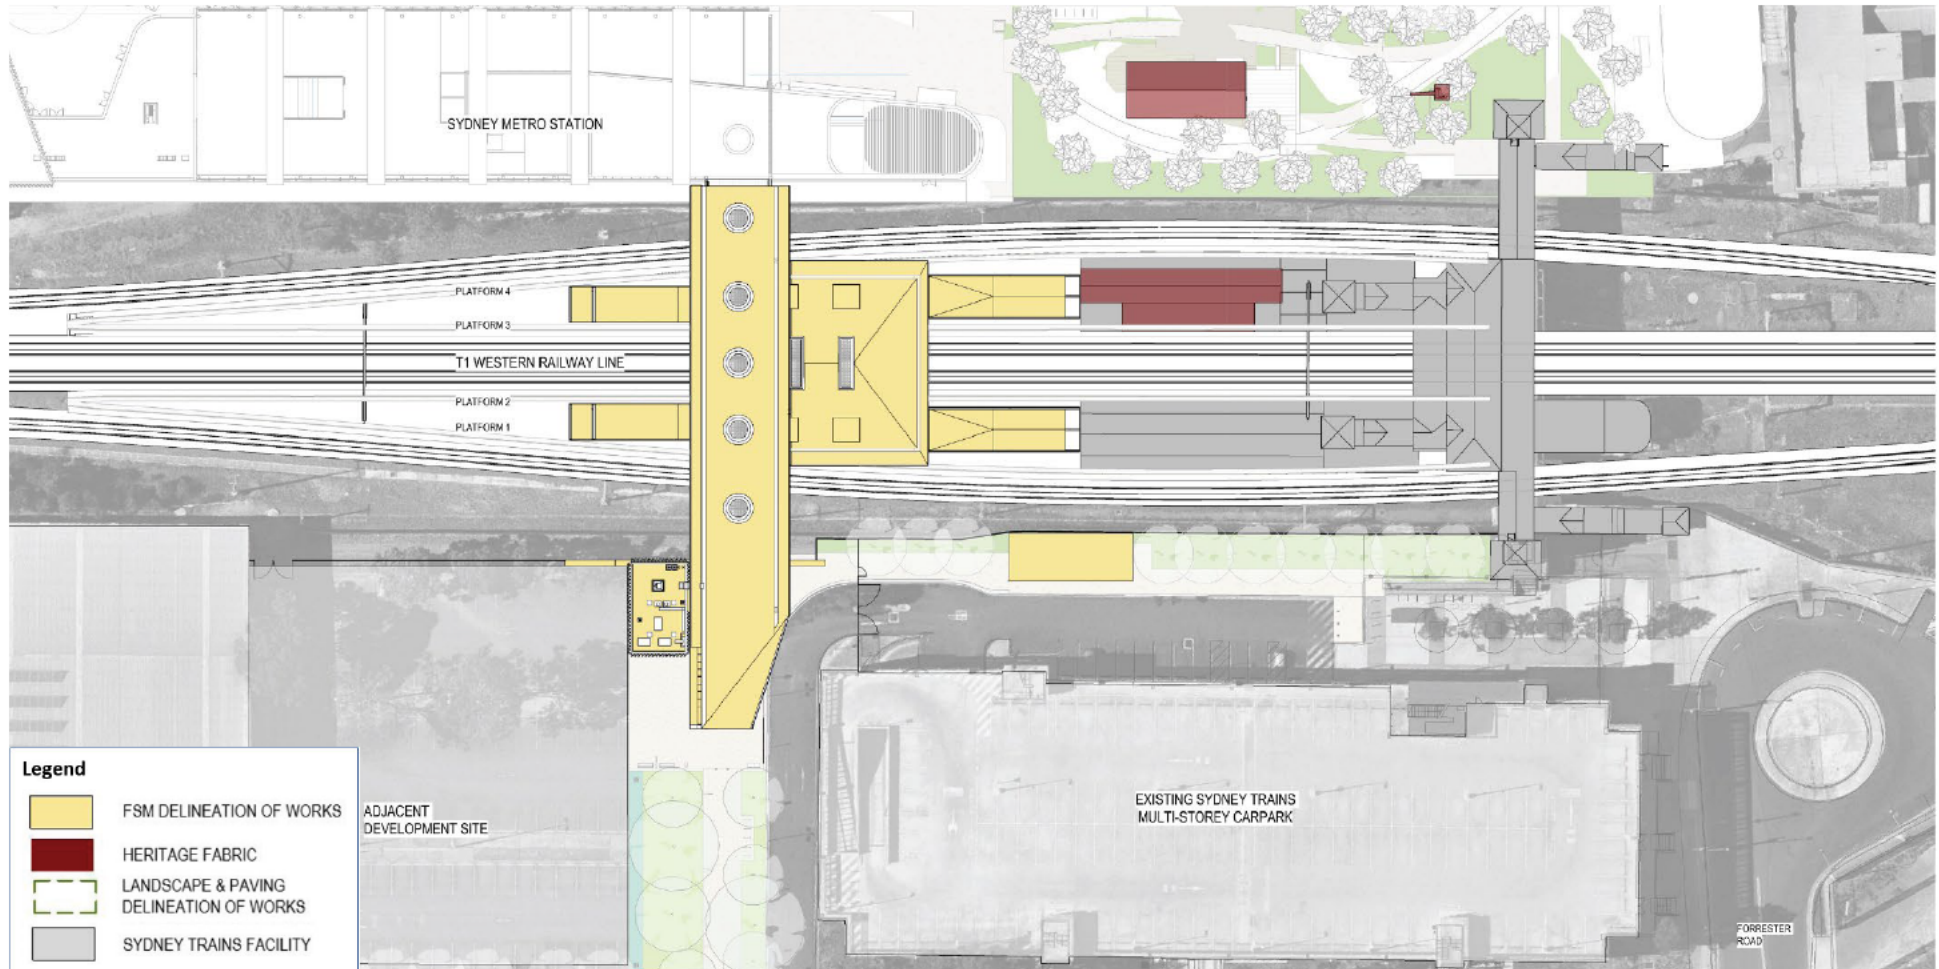 SYDNEY METRO STATION
PLATFORM 4
PLATFORM 3
T1 WESTERN RAILWAY LINE
PLATFORM 2
PLATFORM 1
Legend
FSM DELINEATION OF WORKS
HERITAGE FABRIC
LANDSCAPE & PAVING
DELINEATION OF WORKS
SYDNEY TRAINS FACILITY
ADJACENT
DEVELOPMENT SITE
EXISTING SYDNEY TRAINS
MULTI-STOREY CARPARK
FORRESTER
ROAD